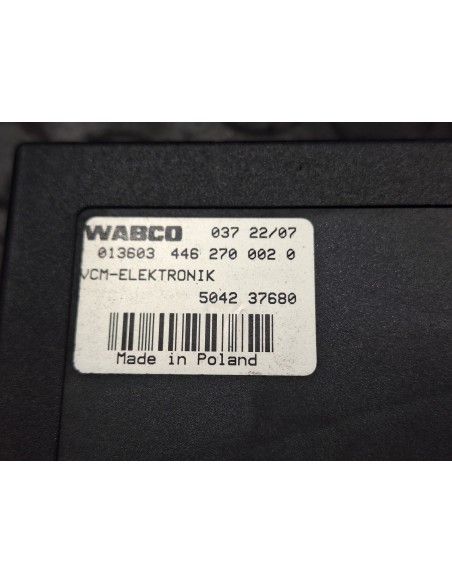 WABCO 037 22/07
013603 446 270 002 0
VCM-ELEKTRONIK
5042 37680
Made in Poland